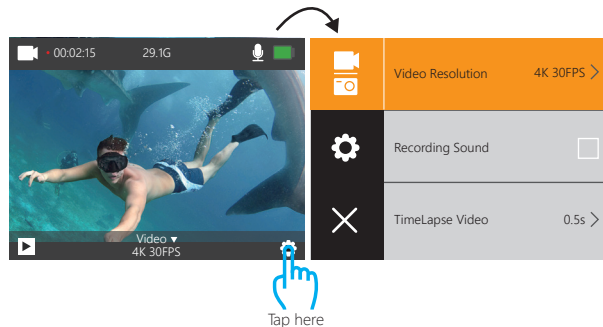 00:02:15 29.1G
Video ▾
4K 30FPS
Tap here
Video Resolution 4K 30FPS >
Recording Sound
TimeLapse Video 0.5s >